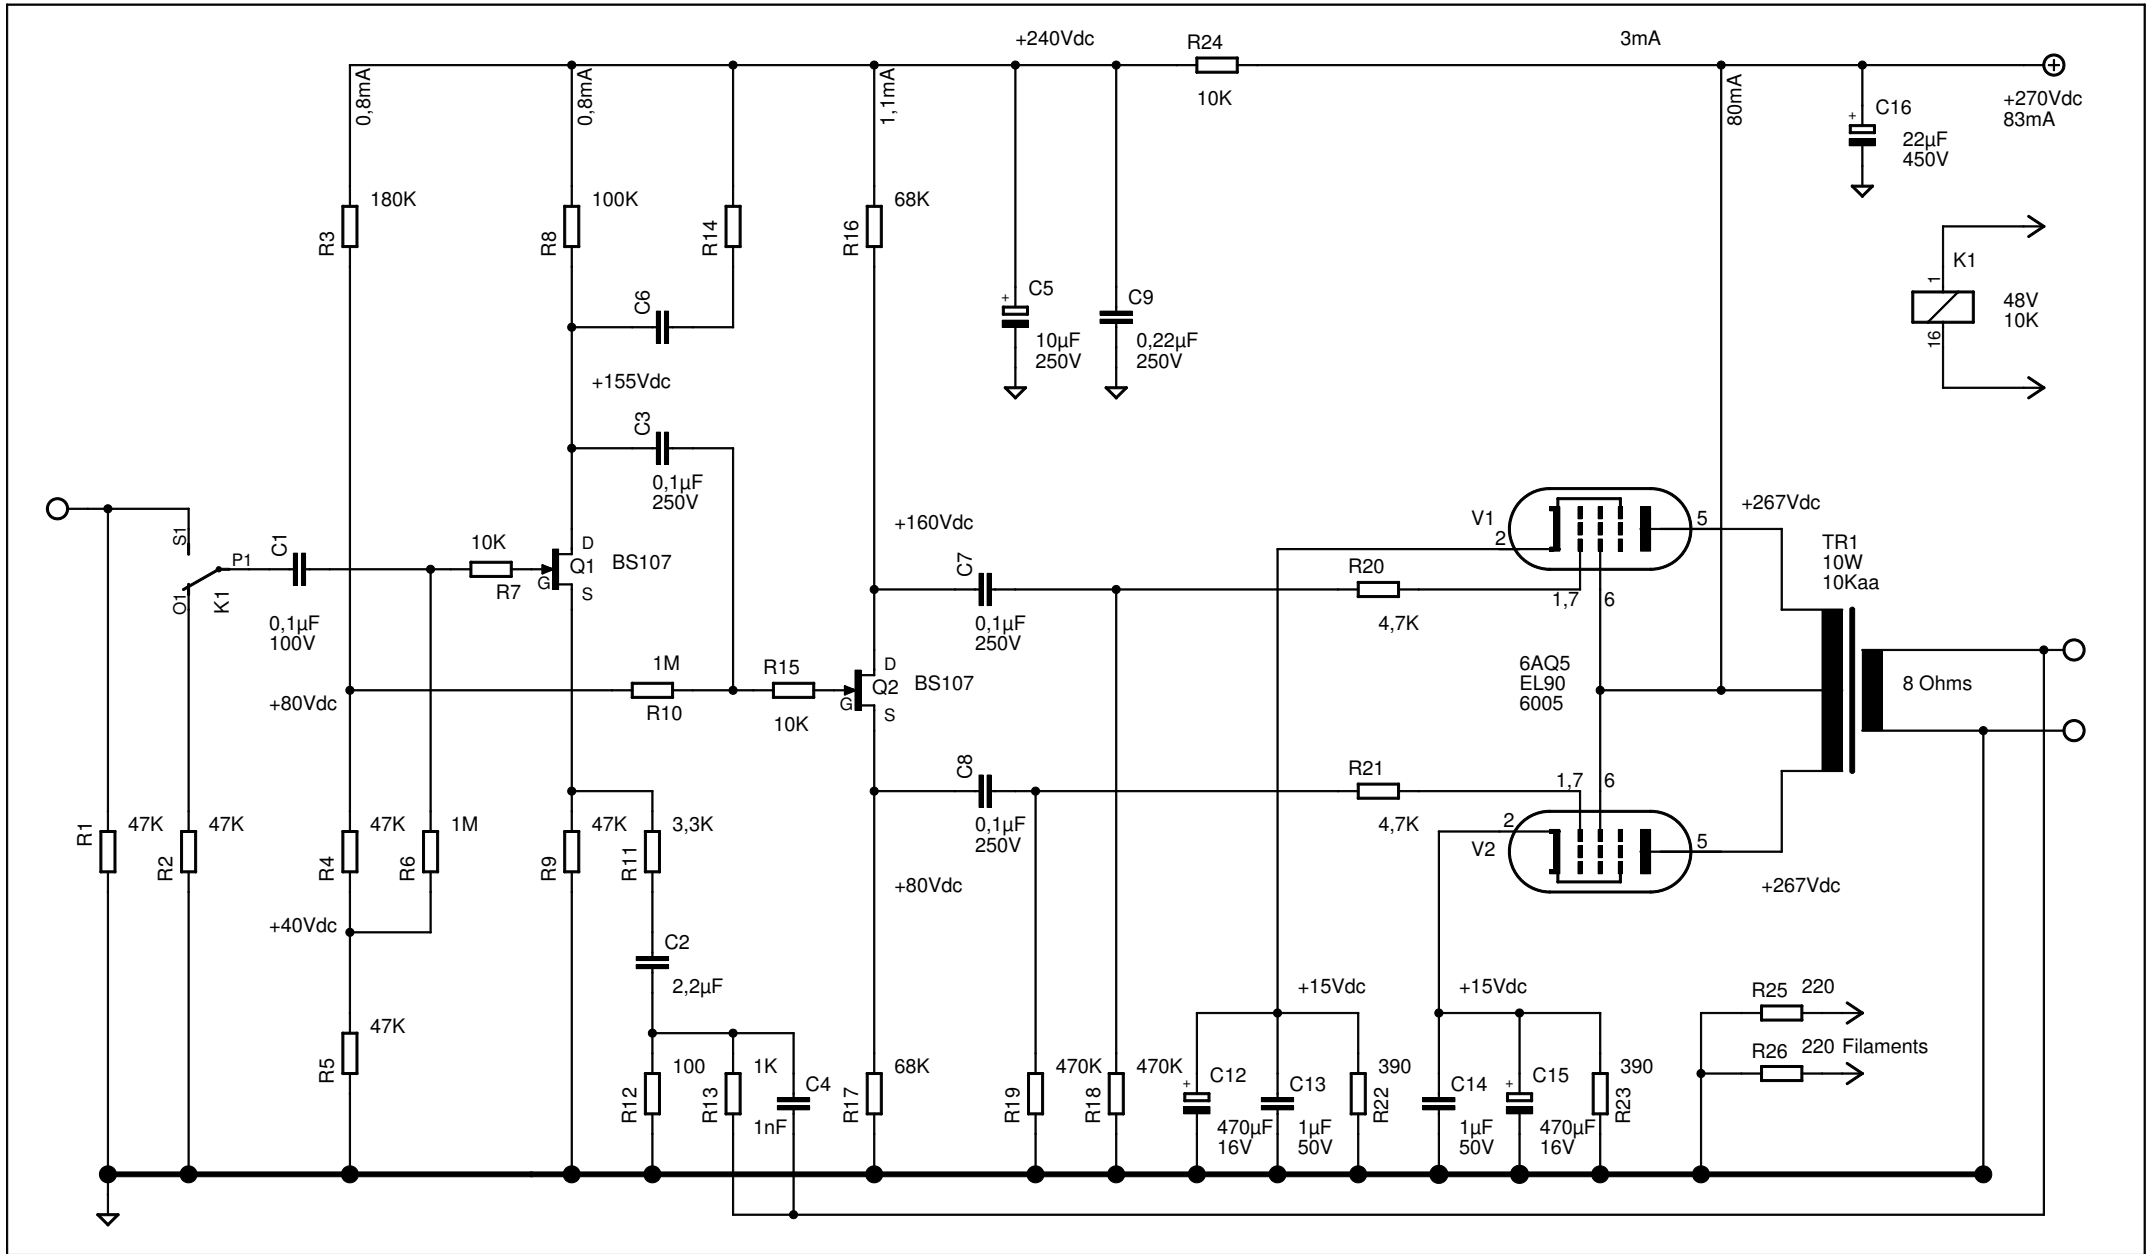 +240Vdc
R24
10K
3mA
0,8mA
0,8mA
1,1mA
80mA
+270Vdc
83mA
C16
+
22µF
450V
R3
180K
R8
100K
R14
R16
68K
C6
+
C5
10µF
250V
C9
0,22µF
250V
K1
1
16
48V
10K
+155Vdc
C3
0,1µF
250V
S1
P1
O1
K1
C1
0,1µF
100V
10K
R7
D
G
S
Q1
BS107
+160Vdc
C7
0,1µF
250V
R20
4,7K
V1
2
5
1,7
6
+267Vdc
TR1
10W
10Kaa
8 Ohms
6AQ5
EL90
6005
+80Vdc
1M
R10
R15
10K
D
G
S
Q2
BS107
C8
0,1µF
250V
+80Vdc
R21
4,7K
1,7
6
2
V2
5
+267Vdc
R1
47K
R2
47K
R4
47K
R6
1M
R9
47K
R11
3,3K
+40Vdc
C2
2,2µF
R5
47K
R12
100
R13
1K
C4
1nF
R17
68K
R19
470K
R18
470K
+15Vdc
+
C12
470µF
16V
C13
1µF
50V
390
R22
+15Vdc
C14
1µF
50V
+
C15
470µF
16V
390
R23
R25
220
R26
220 Filaments